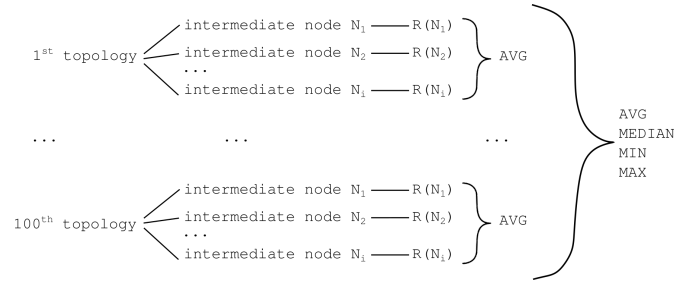 intermediate node N₁ R(N₁)
1ˢᵗ topology intermediate node N₂ R(N₂) AVG
...
intermediate node Nᵢ R(Nᵢ)
... ... ...
AVG
MEDIAN
MIN
MAX
intermediate node N₁ R(N₁)
100ᵗʰ topology intermediate node N₂ R(N₂) AVG
...
intermediate node Nᵢ R(Nᵢ)